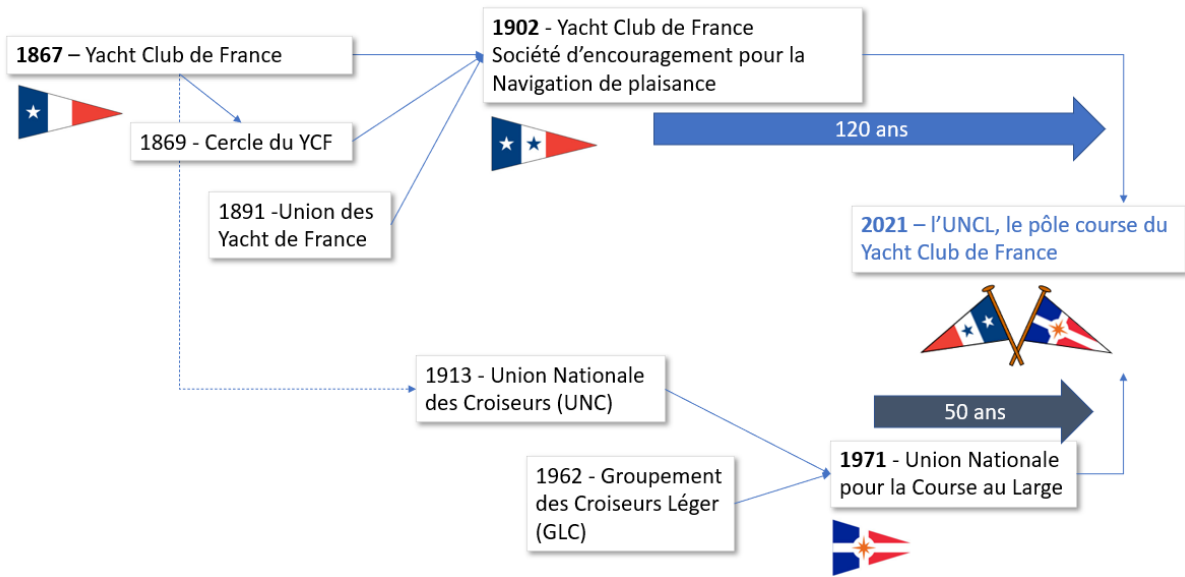 1867 – Yacht Club de France
1869 - Cercle du YCF
1891 -Union des
Yacht de France
1902 - Yacht Club de France
Société d’encouragement pour la
Navigation de plaisance
120 ans
2021 – l’UNCL, le pôle course du
Yacht Club de France
1913 - Union Nationale
des Croiseurs (UNC)
1962 - Groupement
des Croiseurs Léger
(GLC)
50 ans
1971 - Union Nationale
pour la Course au Large